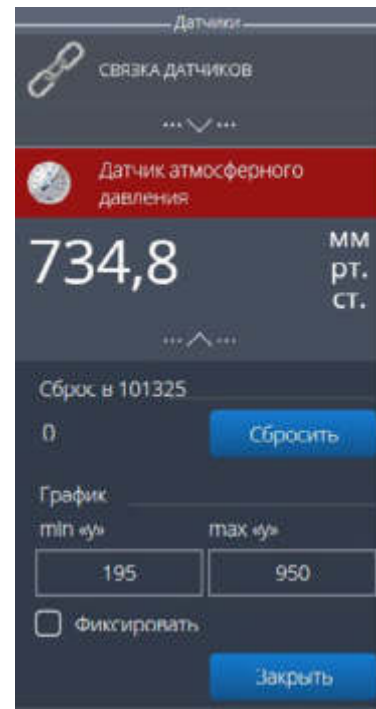 Датчики
СВЯЗКА ДАТЧИКОВ
Датчик атмосферного
давления
734,8
мм
рт.
ст.
Сброс в 101325
0
Сбросить
График
min «y» max «y»
195 950
Фиксировать
Закрыть